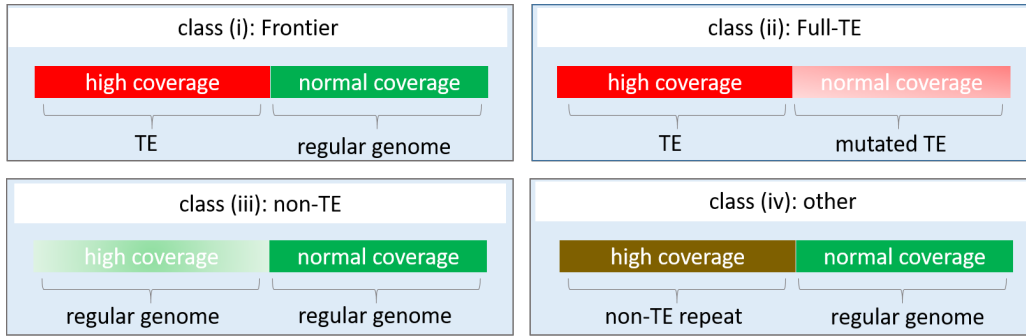 class (i): Frontier
high coverage normal coverage
TE regular genome
class (ii): Full-TE
high coverage normal coverage
TE mutated TE
class (iii): non-TE
high coverage normal coverage
regular genome regular genome
class (iv): other
high coverage normal coverage
non-TE repeat regular genome